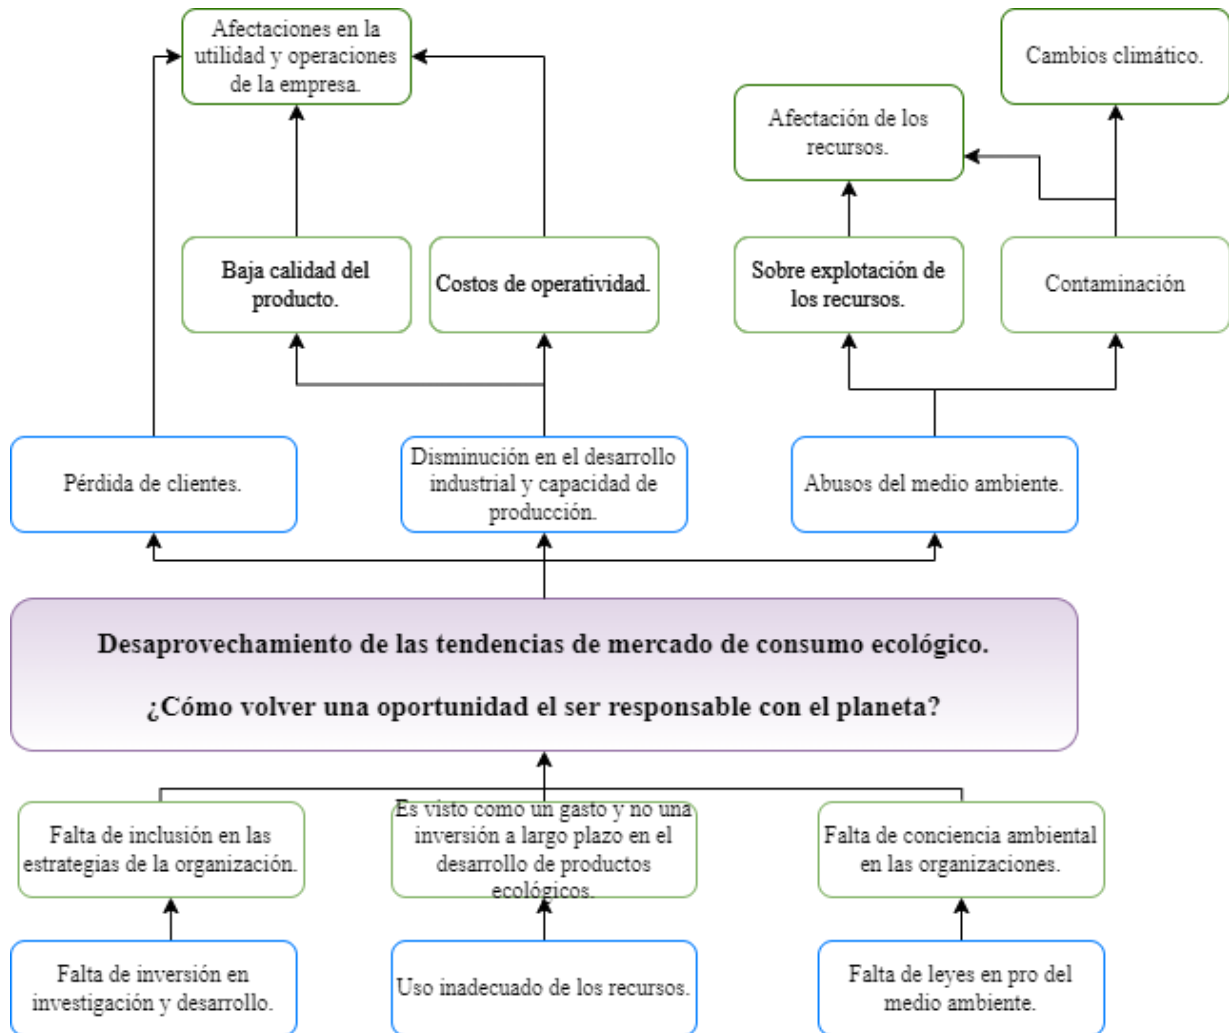 Afectaciones en la
utilidad y operaciones
de la empresa.
Cambios climático.
Afectación de los
recursos.
Baja calidad del
producto.
Costos de operatividad.
Sobre explotación de
los recursos.
Contaminación
Pérdida de clientes.
Disminución en el desarrollo
industrial y capacidad de
producción.
Abusos del medio ambiente.
Desaprovechamiento de las tendencias de mercado de consumo ecológico.
¿Cómo volver una oportunidad el ser responsable con el planeta?
Falta de inclusión en las
estrategias de la organización.
Es visto como un gasto y no una
inversión a largo plazo en el
desarrollo de productos
ecológicos.
Falta de conciencia ambiental
en las organizaciones.
Falta de inversión en
investigación y desarrollo.
Uso inadecuado de los recursos.
Falta de leyes en pro del
medio ambiente.